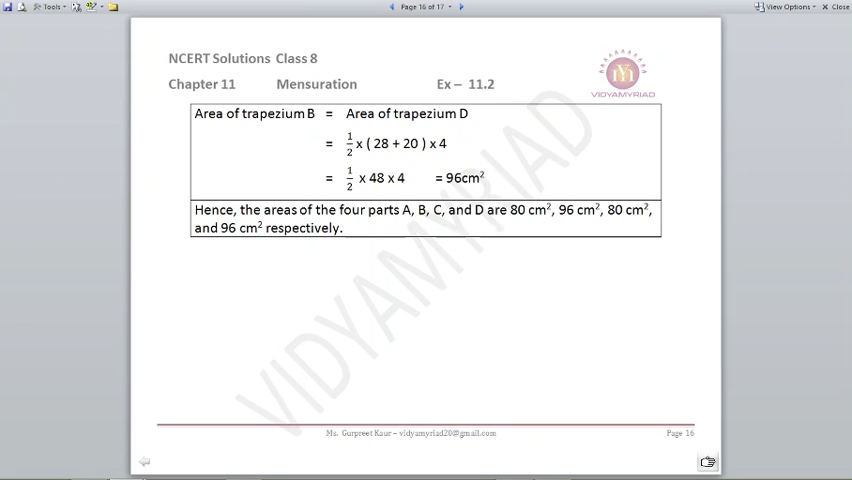 Tools
Page 16 of 17
View Options
Close
NCERT Solutions Class 8
Chapter 11 Mensuration Ex – 11.2
VIDYAMYRIAD
Area of trapezium B = Area of trapezium D
= 1/2 x ( 28 + 20 ) x 4
= 1/2 x 48 x 4 = 96cm²
Hence, the areas of the four parts A, B, C, and D are 80 cm², 96 cm², 80 cm²,
and 96 cm² respectively.
VIDYAMYRIAD
Ms. Gurpreet Kaur – vidyamyriad20@gmail.com
Page 16